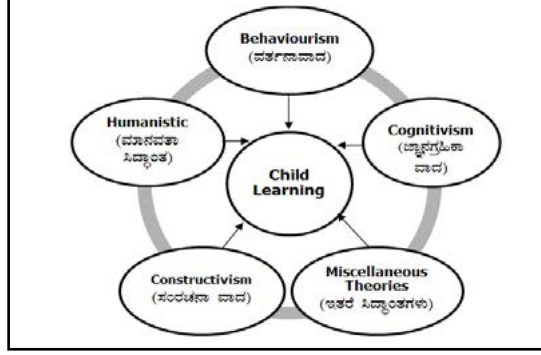 Behaviourism
(ವರ್ತನಾವಾದ)
Humanistic
(ಮಾನವತಾ
ಸಿದ್ಧಾಂತ)
Cognitivism
(ಜ್ಞಾನಗ್ರಹಿಕಾ
ವಾದ)
Child
Learning
Constructivism
(ಸಂರಚನಾ ವಾದ)
Miscellaneous
Theories
(ಇತರೆ ಸಿದ್ಧಾಂತಗಳು)